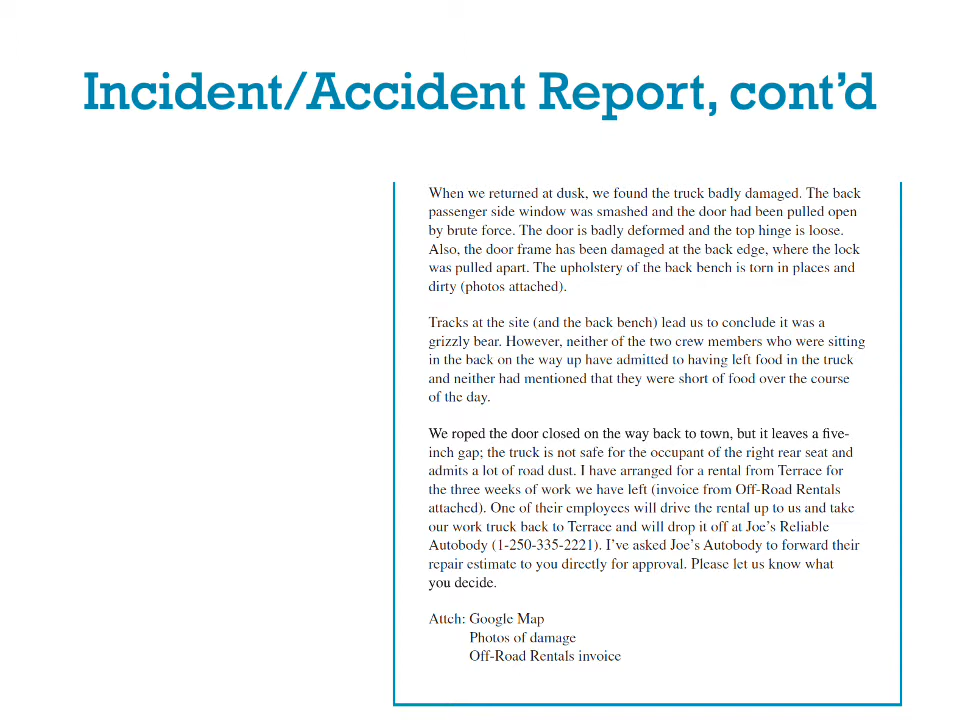 Incident/Accident Report, cont’d
When we returned at dusk, we found the truck badly damaged. The back
passenger side window was smashed and the door had been pulled open
by brute force. The door is badly deformed and the top hinge is loose.
Also, the door frame has been damaged at the back edge, where the lock
was pulled apart. The upholstery of the back bench is torn in places and
dirty (photos attached).
Tracks at the site (and the back bench) lead us to conclude it was a
grizzly bear. However, neither of the two crew members who were sitting
in the back on the way up have admitted to having left food in the truck
and neither had mentioned that they were short of food over the course
of the day.
We roped the door closed on the way back to town, but it leaves a five-
inch gap; the truck is not safe for the occupant of the right rear seat and
admits a lot of road dust. I have arranged for a rental from Terrace for
the three weeks of work we have left (invoice from Off-Road Rentals
attached). One of their employees will drive the rental up to us and take
our work truck back to Terrace and will drop it off at Joe’s Reliable
Autobody (1-250-335-2221). I’ve asked Joe’s Autobody to forward their
repair estimate to you directly for approval. Please let us know what
you decide.
Attch: Google Map
Photos of damage
Off-Road Rentals invoice